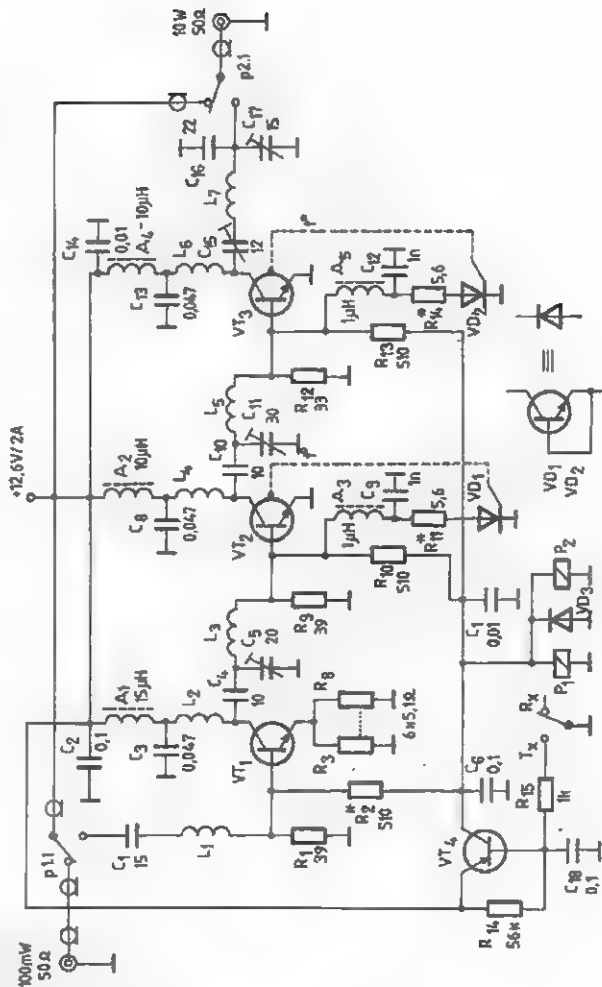 100mW
50Ω
p1.1
C1
15
L1
R1
39
C2
0,1
C3
0,047
Д1
15μH
L2
VT1
R2*
510
R3
R8
6×5,1Ω
C4
10
C5
20
L3
R9
39
+12,6V/2A
Д2
10μH
C8
0,047
L4
VT2
C10
10
C11
30
t°
L5
R12
33
R10
510
Д3
1μH
C9
1n
R11*
5,6
VD1
C14
0,01
Д4-10μH
C13
0,047
L6
C15
12
VT3
L7
C16
22
C17
15
p2.1
10W
50Ω
t°
R13
510
Д5
1μH
C12
1n
R14*
5,6
VD2
R14
56k
VT4
C18
0,1
C6
0,1
R15
1k
Tx
Rx
C1
0,01
P1
VD3
P2
VD1
VD2